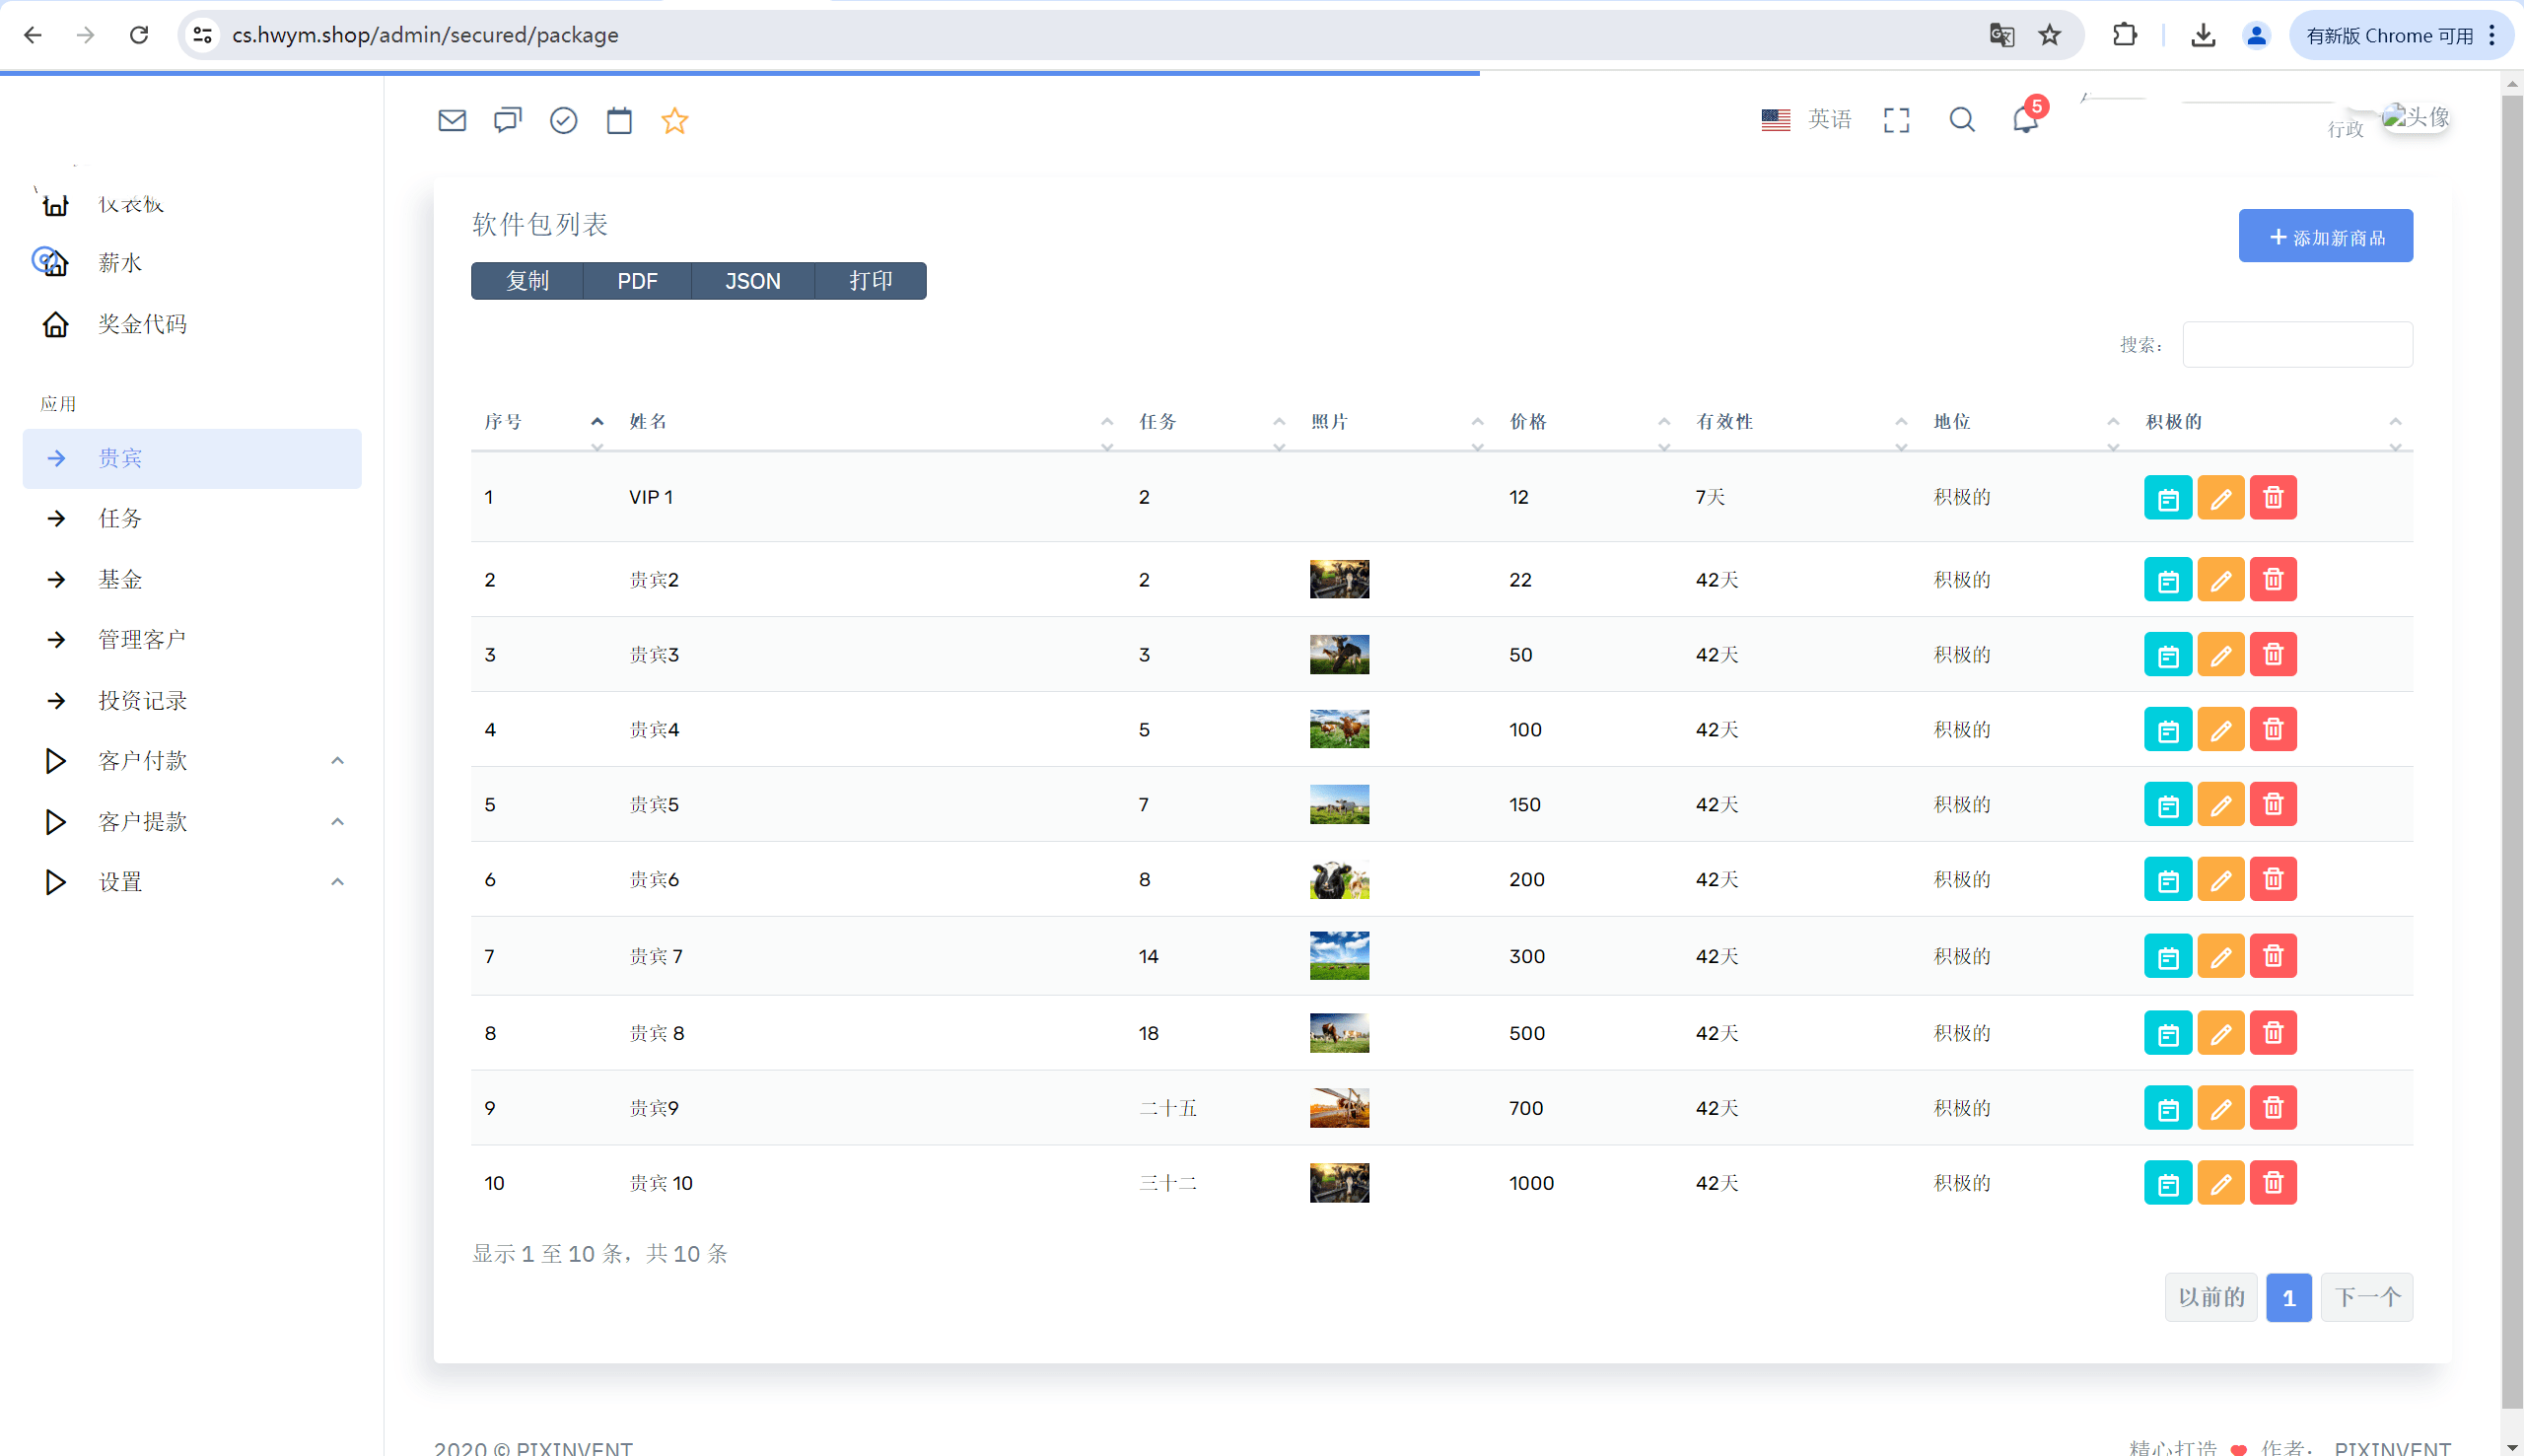 cs.hwym.shop/admin/secured/package
有新版 Chrome 可用
英语
5
行政
头像
仪表板
薪水
奖金代码
应用
贵宾
任务
基金
管理客户
投资记录
客户付款
客户提款
设置
软件包列表
添加新商品
复制 PDF JSON 打印
搜索：
序号 姓名 任务 照片 价格 有效性 地位 积极的
1 VIP 1 2 12 7天 积极的
2 贵宾2 2 22 42天 积极的
3 贵宾3 3 50 42天 积极的
4 贵宾4 5 100 42天 积极的
5 贵宾5 7 150 42天 积极的
6 贵宾6 8 200 42天 积极的
7 贵宾 7 14 300 42天 积极的
8 贵宾 8 18 500 42天 积极的
9 贵宾9 二十五 700 42天 积极的
10 贵宾 10 三十二 1000 42天 积极的
显示 1 至 10 条，共 10 条
以前的 1 下一个
2020 © PIXINVENT
精心打造 作者： PIXINVENT